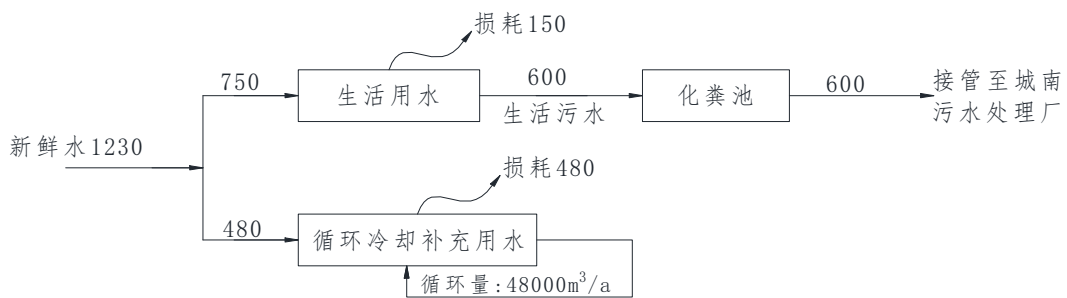 损耗150
750
生活用水
600
生活污水
化粪池
600
接管至城南
污水处理厂
新鲜水1230
损耗480
480
循环冷却补充用水
循环量:48000m³/a